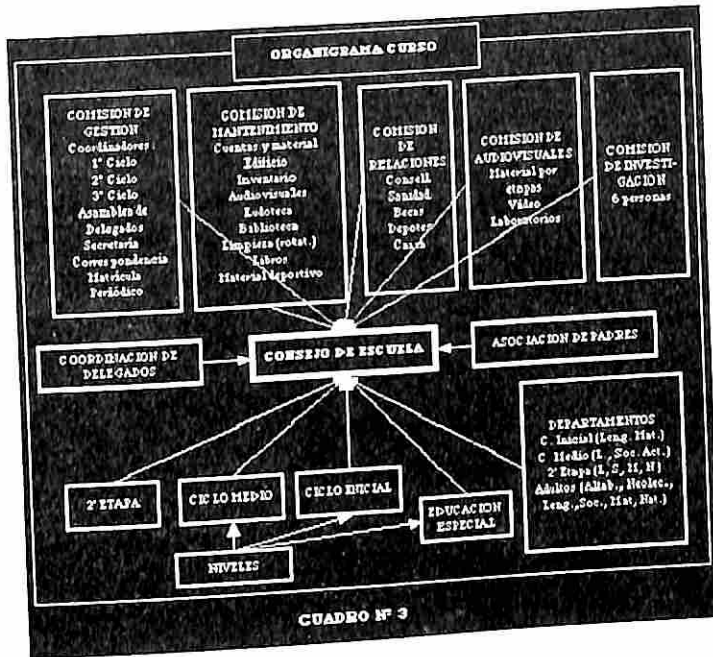 ORGANIGRAMA CURSO
COMISION DE
GESTION
Coordinadores:
1º Ciclo
2º Ciclo
3º Ciclo
Asamblea de
Delegados
Secretaría
Correspondencia
Matrícula
Periódico
COMISION DE
MANTENIMIENTO
Cuentas y material
Edificio
Inventario
Audiovisuales
Ludoteca
Biblioteca
Limpieza (rotat.)
Libros
Material deportivo
COMISION
DE
RELACIONES
Consell
Sanidad
Becas
Depotes
Caixa
COMISION DE
AUDIOVISUALES
Material por
etapas
Vídeo
Laboratorios
COMISION
DE INVESTI-
GACION
6 personas
COORDINACION DE
DELEGADOS
CONSEJO DE ESCUELA
ASOCIACION DE PADRES
2ª ETAPA
CICLO MEDIO
CICLO INICIAL
EDUCACION
ESPECIAL
NIVELES
DEPARTAMENTOS
C. Inicial (Leng. Mat.)
C. Medio (L., Soc. Act.)
2ª Etapa (L, S, M, N)
Adultos (Alfab., Neolec.,
Leng., Soc., Mat, Nat.)
CUADRO Nº 3